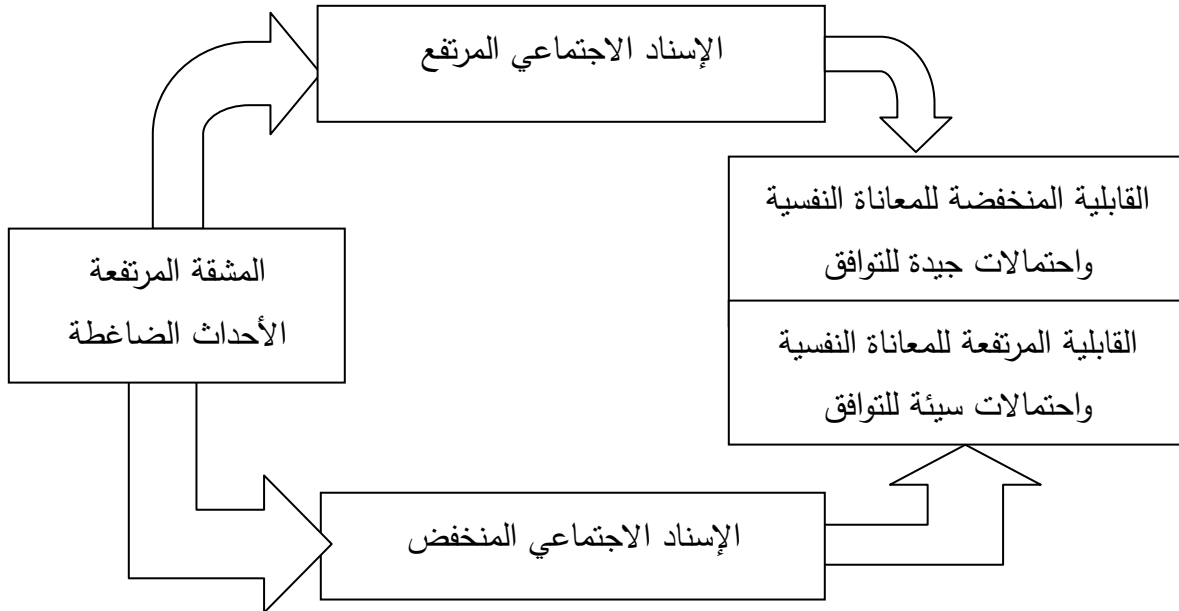 الإسناد الاجتماعي المرتفع
القابلية المنخفضة للمعاناة النفسية
واحتمالات جيدة للتوافق
المشقة المرتفعة
الأحداث الضاغطة
القابلية المرتفعة للمعاناة النفسية
واحتمالات سيئة للتوافق
الإسناد الاجتماعي المنخفض